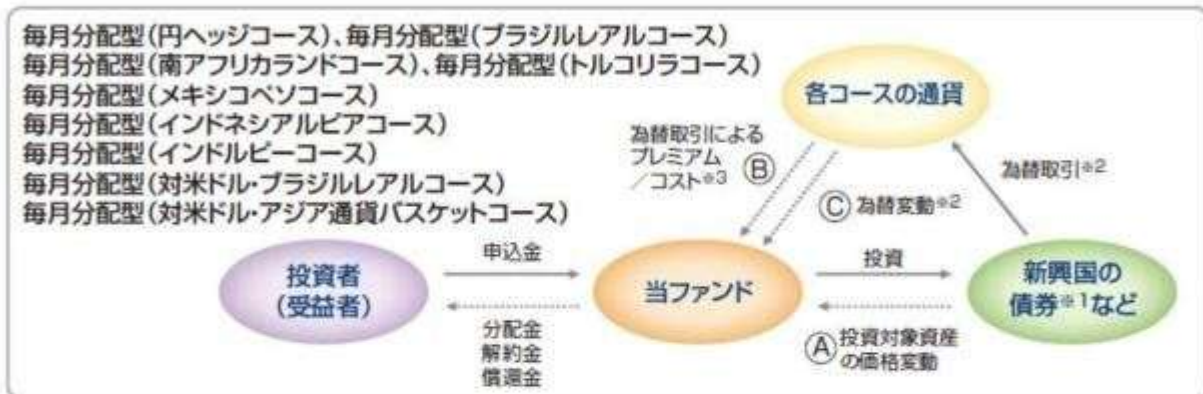 毎月分配型(円ヘッジコース)、毎月分配型(ブラジルレアルコース)
毎月分配型(南アフリカランドコース)、毎月分配型(トルコリラコース)
毎月分配型(メキシコペソコース)
毎月分配型(インドネシアルピアコース)
毎月分配型(インドルピーコース)
毎月分配型(対米ドル・ブラジルレアルコース)
毎月分配型(対米ドル・アジア通貨バスケットコース)
各コースの通貨
為替取引による
プレミアム
／コスト※3
Ⓑ
為替取引※2
Ⓒ 為替変動※2
投資者
(受益者)
申込金
分配金
解約金
償還金
当ファンド
投資
Ⓐ 投資対象資産
の価格変動
新興国の
債券※1など